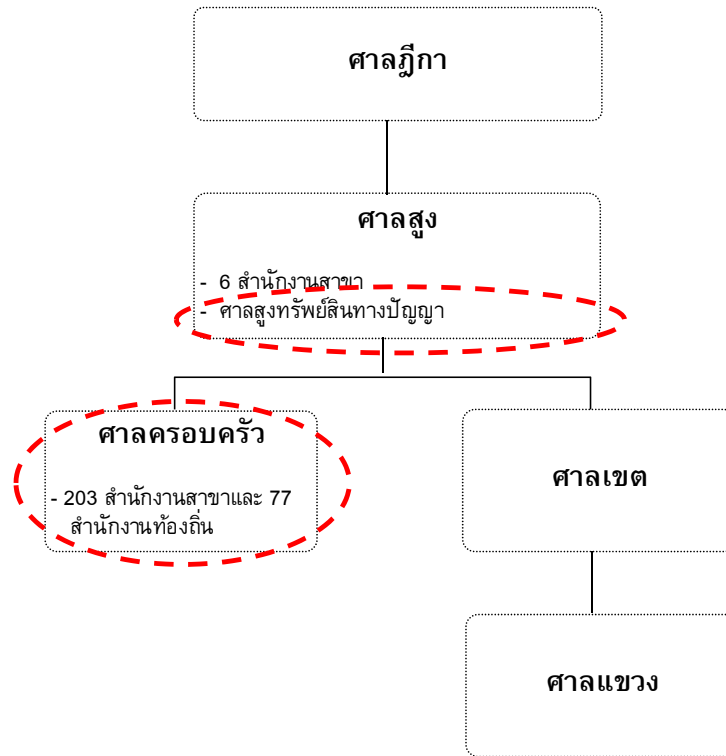 ศาลฎีกา
ศาลสูง
- 6 สำนักงานสาขา
- ศาลสูงทรัพย์สินทางปัญญา
ศาลครอบครัว
- 203 สำนักงานสาขาและ 77
สำนักงานท้องถิ่น
ศาลเขต
ศาลแขวง